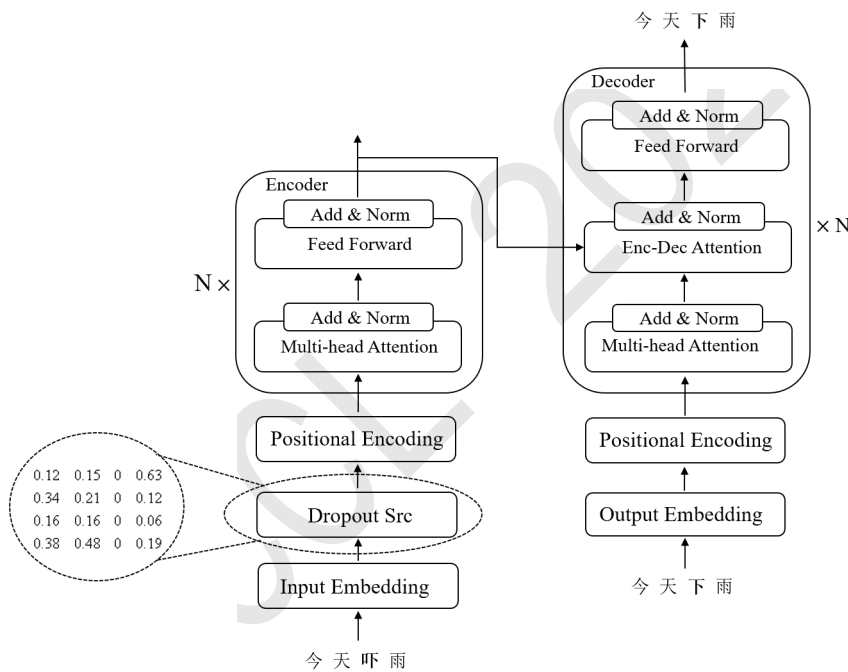 今 天 下 雨
Decoder
Add & Norm
Feed Forward
Add & Norm
Enc-Dec Attention
Add & Norm
Multi-head Attention
× N
Positional Encoding
Output Embedding
今 天 下 雨
Encoder
Add & Norm
Feed Forward
N ×
Add & Norm
Multi-head Attention
Positional Encoding
Dropout Src
Input Embedding
今 天 吓 雨
0.12 0.15 0 0.63
0.34 0.21 0 0.12
0.16 0.16 0 0.06
0.38 0.48 0 0.19